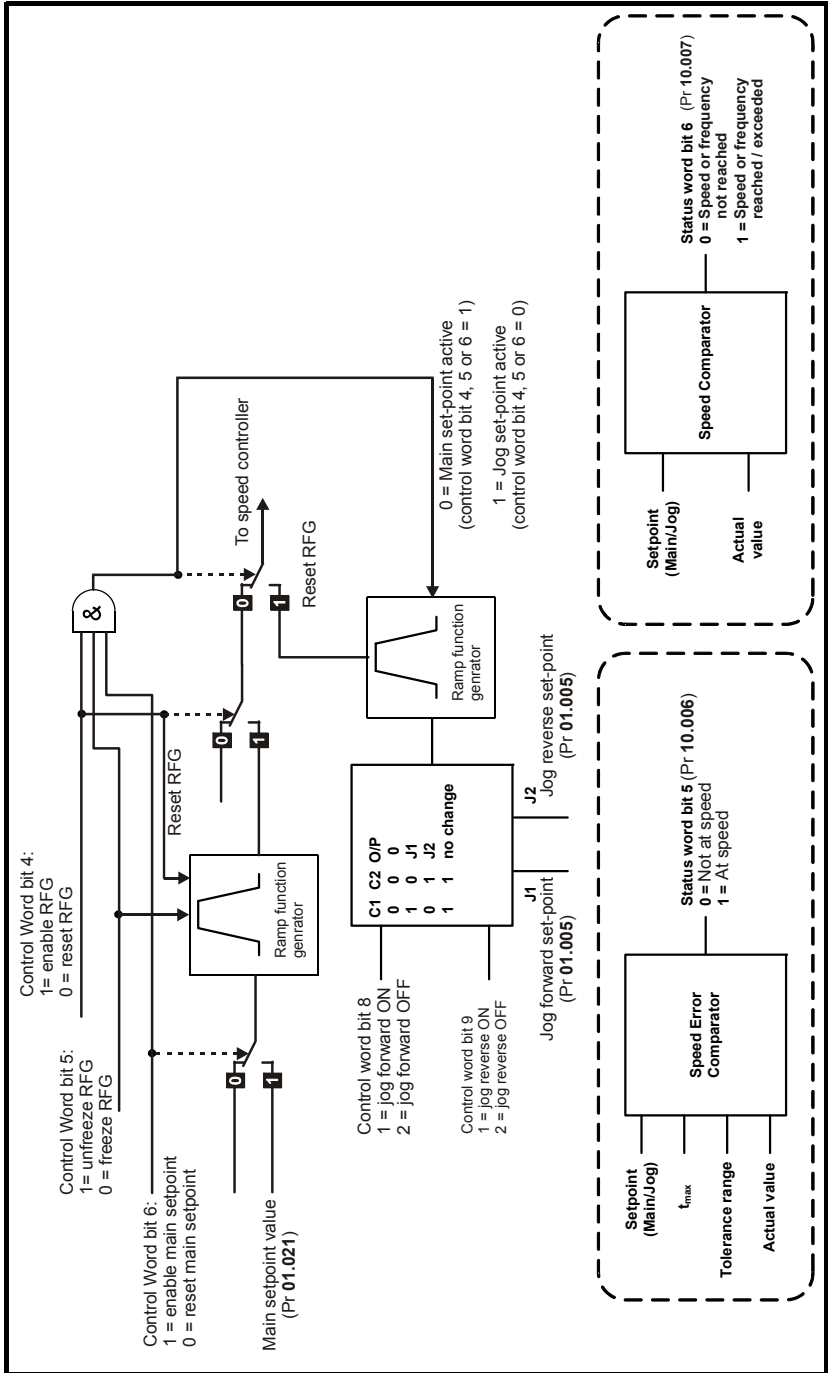 Control Word bit 4:
1= enable RFG
0 = reset RFG
Control Word bit 5:
1= unfreeze RFG
0 = freeze RFG
Control Word bit 6:
1 = enable main setpoint
0 = reset main setpoint
Main setpoint value
(Pr 01.021)
0
1
Ramp function
genrator
Reset RFG
0
1
&
0
1
To speed controller
Reset RFG
Control word bit 8
1 = jog forward ON
2 = jog forward OFF
Control word bit 9
1 = jog reverse ON
2 = jog reverse OFF
C1 C2 O/P
0 0 0
1 0 J1
0 1 J2
1 1 no change
J1
Jog forward set-point
(Pr 01.005)
J2
Jog reverse set-point
(Pr 01.005)
Ramp function
genrator
0 = Main set-point active
(control word bit 4, 5 or 6 = 1)
1 = Jog set-point active
(control word bit 4, 5 or 6 = 0)
Setpoint
(Main/Jog)
tmax
Tolerance range
Actual value
Speed Error
Comparator
Status word bit 5 (Pr 10.006)
0 = Not at speed
1 = At speed
Setpoint
(Main/Jog)
Actual
value
Speed Comparator
Status word bit 6 (Pr 10.007)
0 = Speed or frequency
not reached
1 = Speed or frequency
reached / exceeded